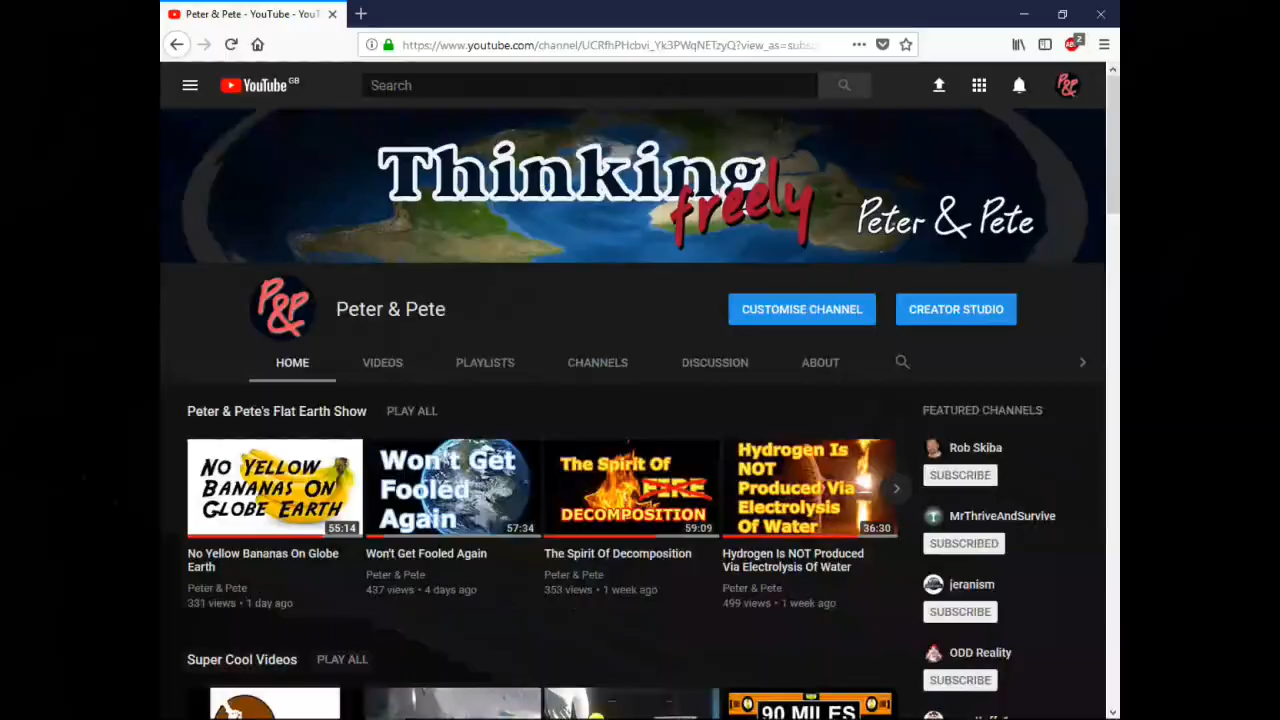 Peter & Pete - YouTube - YouT
https://www.youtube.com/channel/UCRfhPHcbvi_Yk3PWqNETzyQ?view_as=subs
2
YouTube GB
Search
P&P
Thinking
freely
Peter & Pete
P&P
Peter & Pete
CUSTOMISE CHANNEL
CREATOR STUDIO
HOME
VIDEOS
PLAYLISTS
CHANNELS
DISCUSSION
ABOUT
Peter & Pete's Flat Earth Show
PLAY ALL
NO YELLOW
BANANAS ON
GLOBE EARTH
55:14
No Yellow Bananas On Globe
Earth
Peter & Pete
331 views • 1 day ago
Won't Get
Fooled
Again
57:34
Won't Get Fooled Again
Peter & Pete
437 views • 4 days ago
The Spirit Of
FIRE
DECOMPOSITION
59:09
The Spirit Of Decomposition
Peter & Pete
353 views • 1 week ago
Hydrogen Is
NOT
Produced Via
Electrolysis
Of Water
36:30
Hydrogen Is NOT Produced
Via Electrolysis Of Water
Peter & Pete
499 views • 1 week ago
FEATURED CHANNELS
Rob Skiba
SUBSCRIBE
MrThriveAndSurvive
SUBSCRIBED
jeranism
SUBSCRIBE
ODD Reality
SUBSCRIBE
Super Cool Videos
PLAY ALL
90 MILES